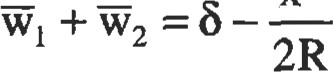 w̅₁ + w̅₂ = δ − /2R